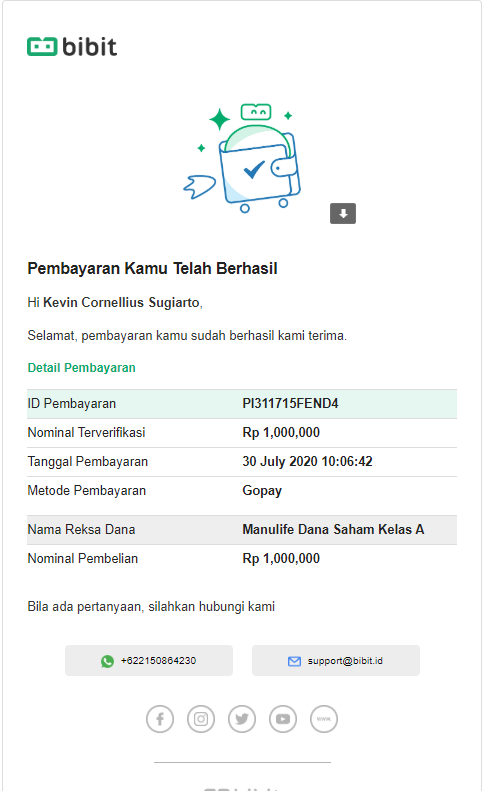 bibit
Pembayaran Kamu Telah Berhasil
Hi Kevin Cornellius Sugiarto,
Selamat, pembayaran kamu sudah berhasil kami terima.
Detail Pembayaran
ID Pembayaran PI311715FEND4
Nominal Terverifikasi Rp 1,000,000
Tanggal Pembayaran 30 July 2020 10:06:42
Metode Pembayaran Gopay
Nama Reksa Dana Manulife Dana Saham Kelas A
Nominal Pembelian Rp 1,000,000
Bila ada pertanyaan, silahkan hubungi kami
+622150864230 support@bibit.id
www.